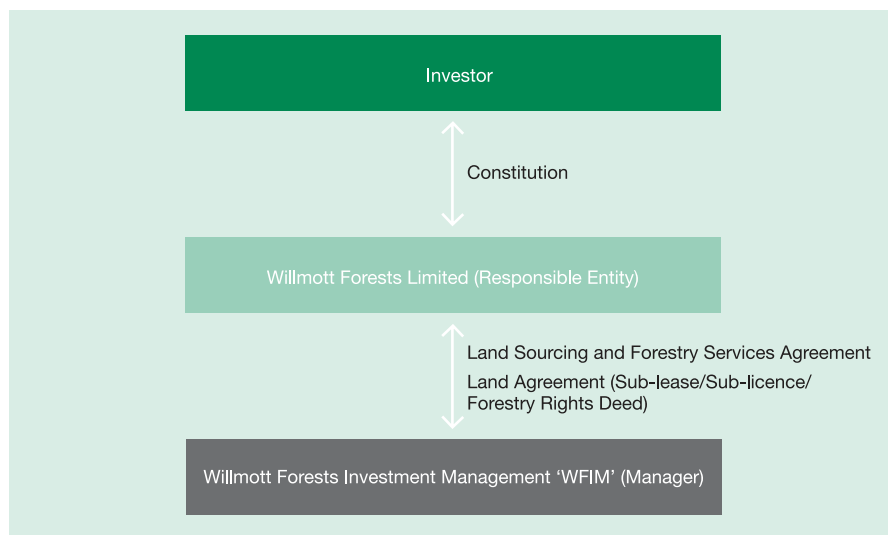 Investor
Constitution
Willmott Forests Limited (Responsible Entity)
Land Sourcing and Forestry Services Agreement
Land Agreement (Sub-lease/Sub-licence/
Forestry Rights Deed)
Willmott Forests Investment Management ‘WFIM’ (Manager)